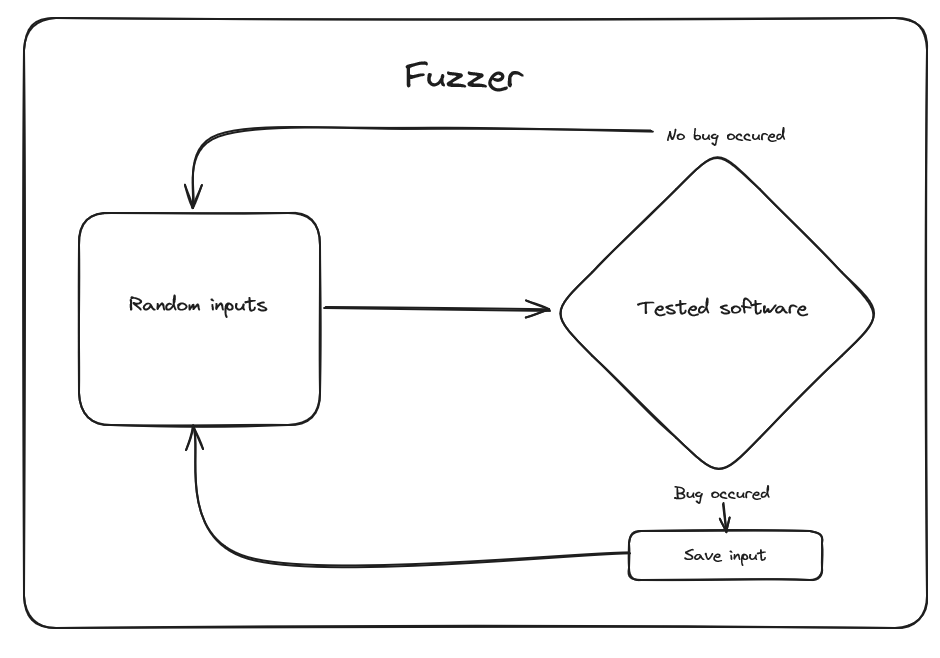 Fuzzer
No bug occured
Random inputs
Tested software
Bug occured
Save input